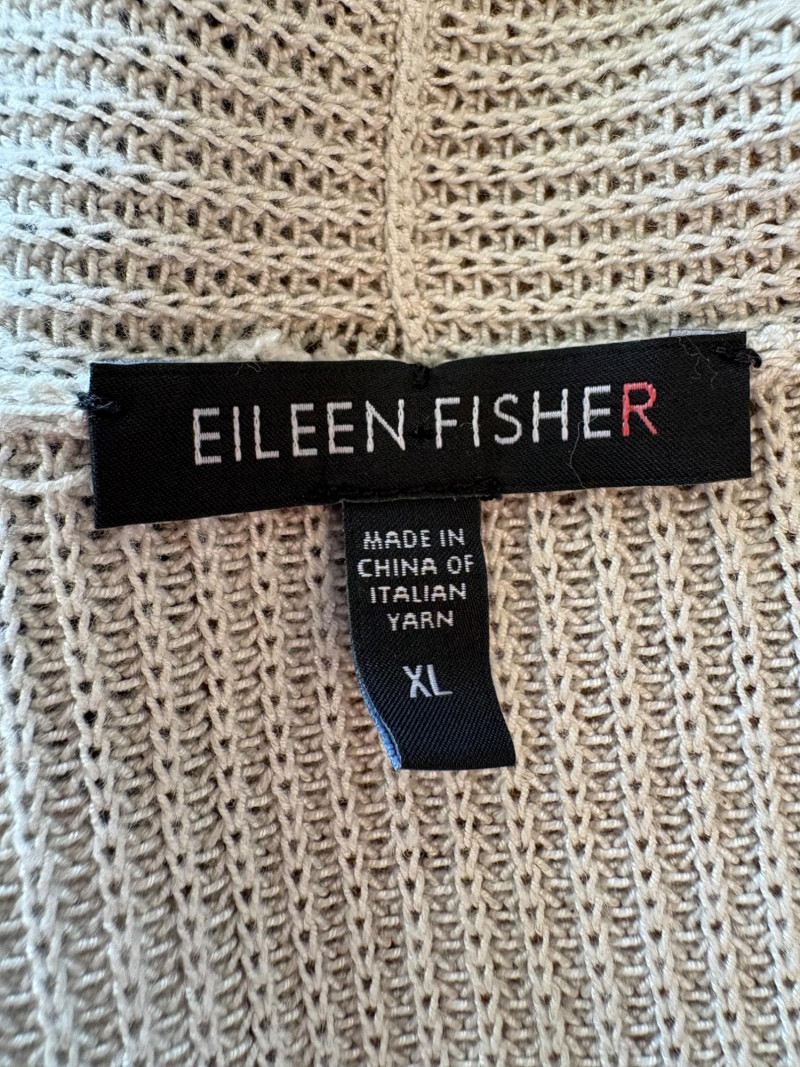 EILEEN FISHER
MADE IN
CHINA OF
ITALIAN
YARN
XL